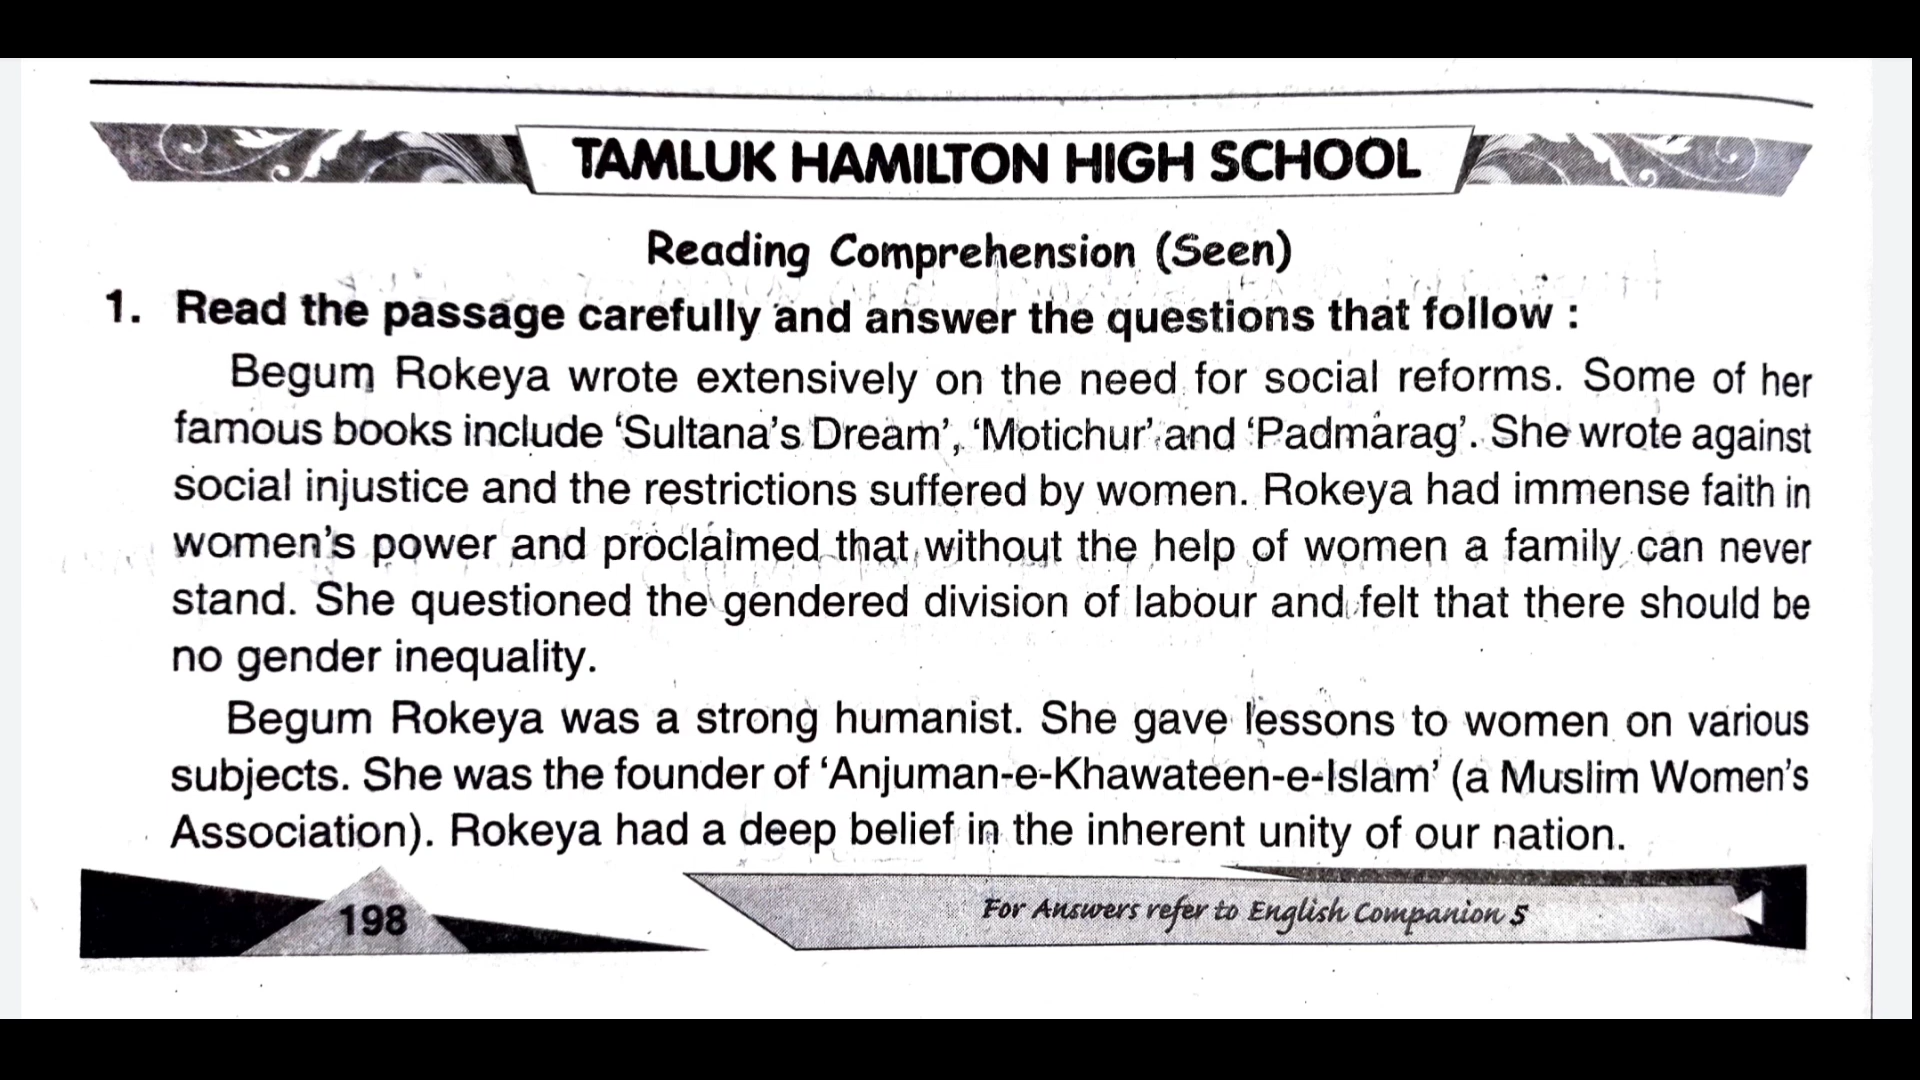 TAMLUK HAMILTON HIGH SCHOOL
Reading Comprehension (Seen)
1. Read the passage carefully and answer the questions that follow :
Begum Rokeya wrote extensively on the need for social reforms. Some of her
famous books include ‘Sultana’s Dream’, ‘Motichur’ and ‘Padmarag’. She wrote against
social injustice and the restrictions suffered by women. Rokeya had immense faith in
women’s power and proclaimed that without the help of women a family can never
stand. She questioned the gendered division of labour and felt that there should be
no gender inequality.
Begum Rokeya was a strong humanist. She gave lessons to women on various
subjects. She was the founder of ‘Anjuman-e-Khawateen-e-Islam’ (a Muslim Women’s
Association). Rokeya had a deep belief in the inherent unity of our nation.
198
For Answers refer to English Companion 5